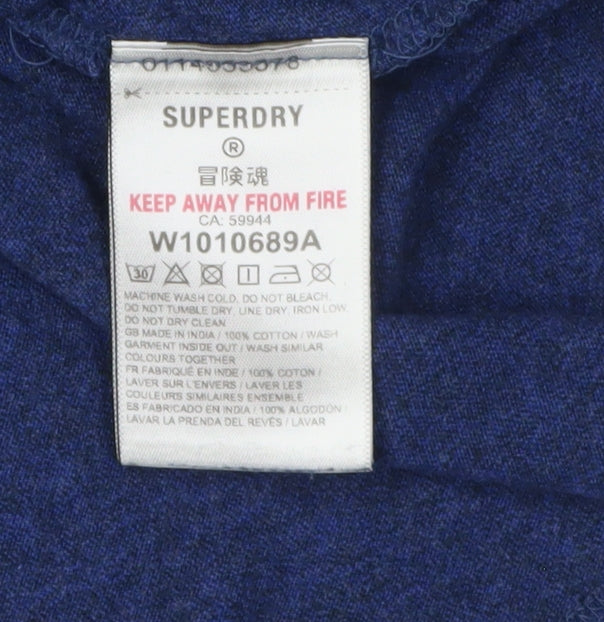 0114953578
SUPERDRY
®
冒険魂
KEEP AWAY FROM FIRE
CA: 59944
W1010689A
30
MACHINE WASH COLD, DO NOT BLEACH,
DO NOT TUMBLE DRY, LINE DRY, IRON LOW,
DO NOT DRY CLEAN
GB MADE IN INDIA / 100% COTTON / WASH
GARMENT INSIDE OUT / WASH SIMILAR
COLOURS TOGETHER
FR FABRIQUÉ EN INDE / 100% COTON /
LAVER SUR L'ENVERS / LAVER LES
COULEURS SIMILAIRES ENSEMBLE
ES FABRICADO EN INDIA / 100% ALGODÓN /
LAVAR LA PRENDA DEL REVÉS / LAVAR